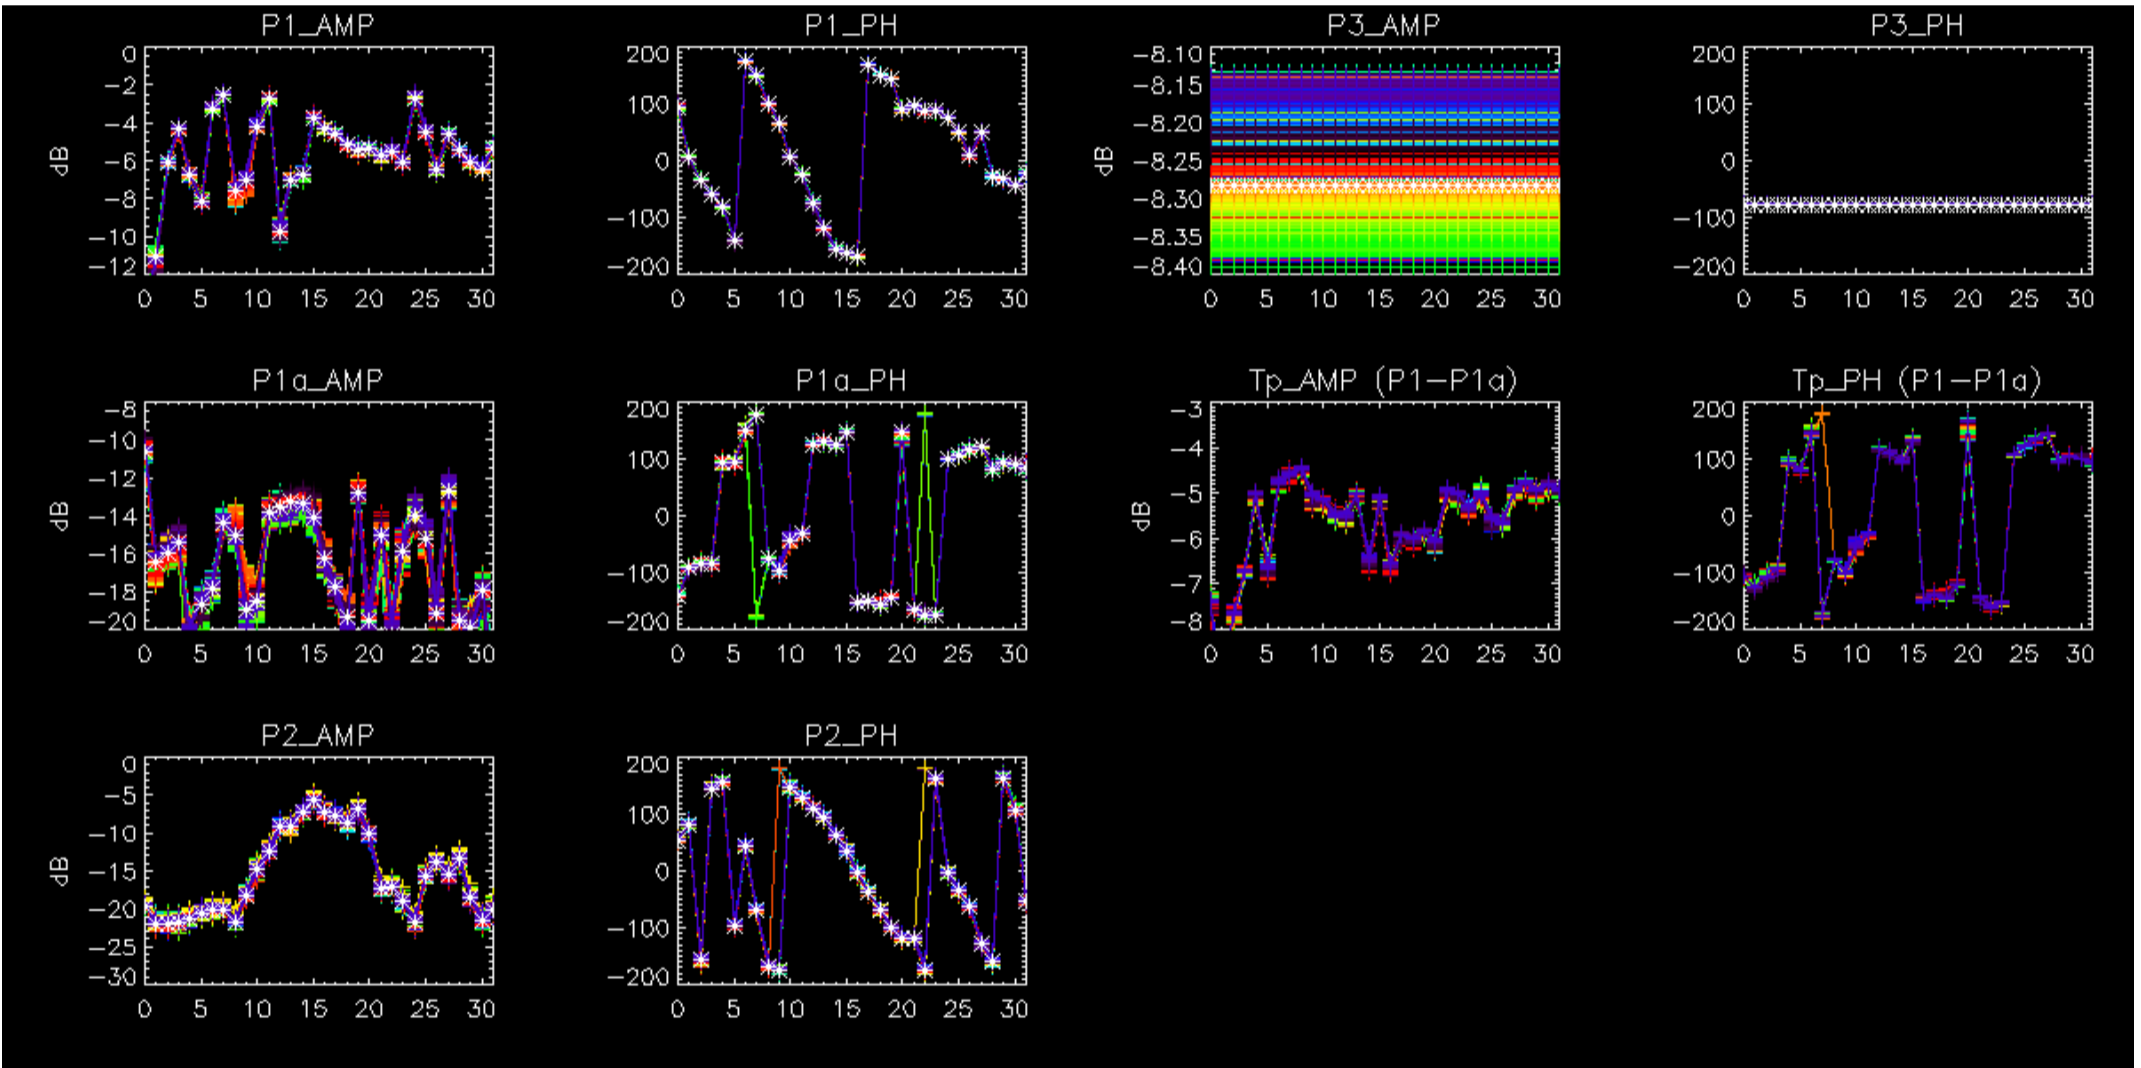 P1_AMP
P1_PH
P3_AMP
P3_PH
dB
0
−2
−4
−6
−8
−10
−12
0 5 10 15 20 25 30
200
100
0
−100
−200
0 5 10 15 20 25 30
dB
−8.10
−8.15
−8.20
−8.25
−8.30
−8.35
−8.40
0 5 10 15 20 25 30
200
100
0
−100
−200
0 5 10 15 20 25 30
P1a_AMP
P1a_PH
Tp_AMP (P1−P1a)
Tp_PH (P1−P1a)
dB
−8
−10
−12
−14
−16
−18
−20
0 5 10 15 20 25 30
200
100
0
−100
−200
0 5 10 15 20 25 30
dB
−3
−4
−5
−6
−7
−8
0 5 10 15 20 25 30
200
100
0
−100
−200
0 5 10 15 20 25 30
P2_AMP
P2_PH
dB
0
−5
−10
−15
−20
−25
−30
0 5 10 15 20 25 30
200
100
0
−100
−200
0 5 10 15 20 25 30